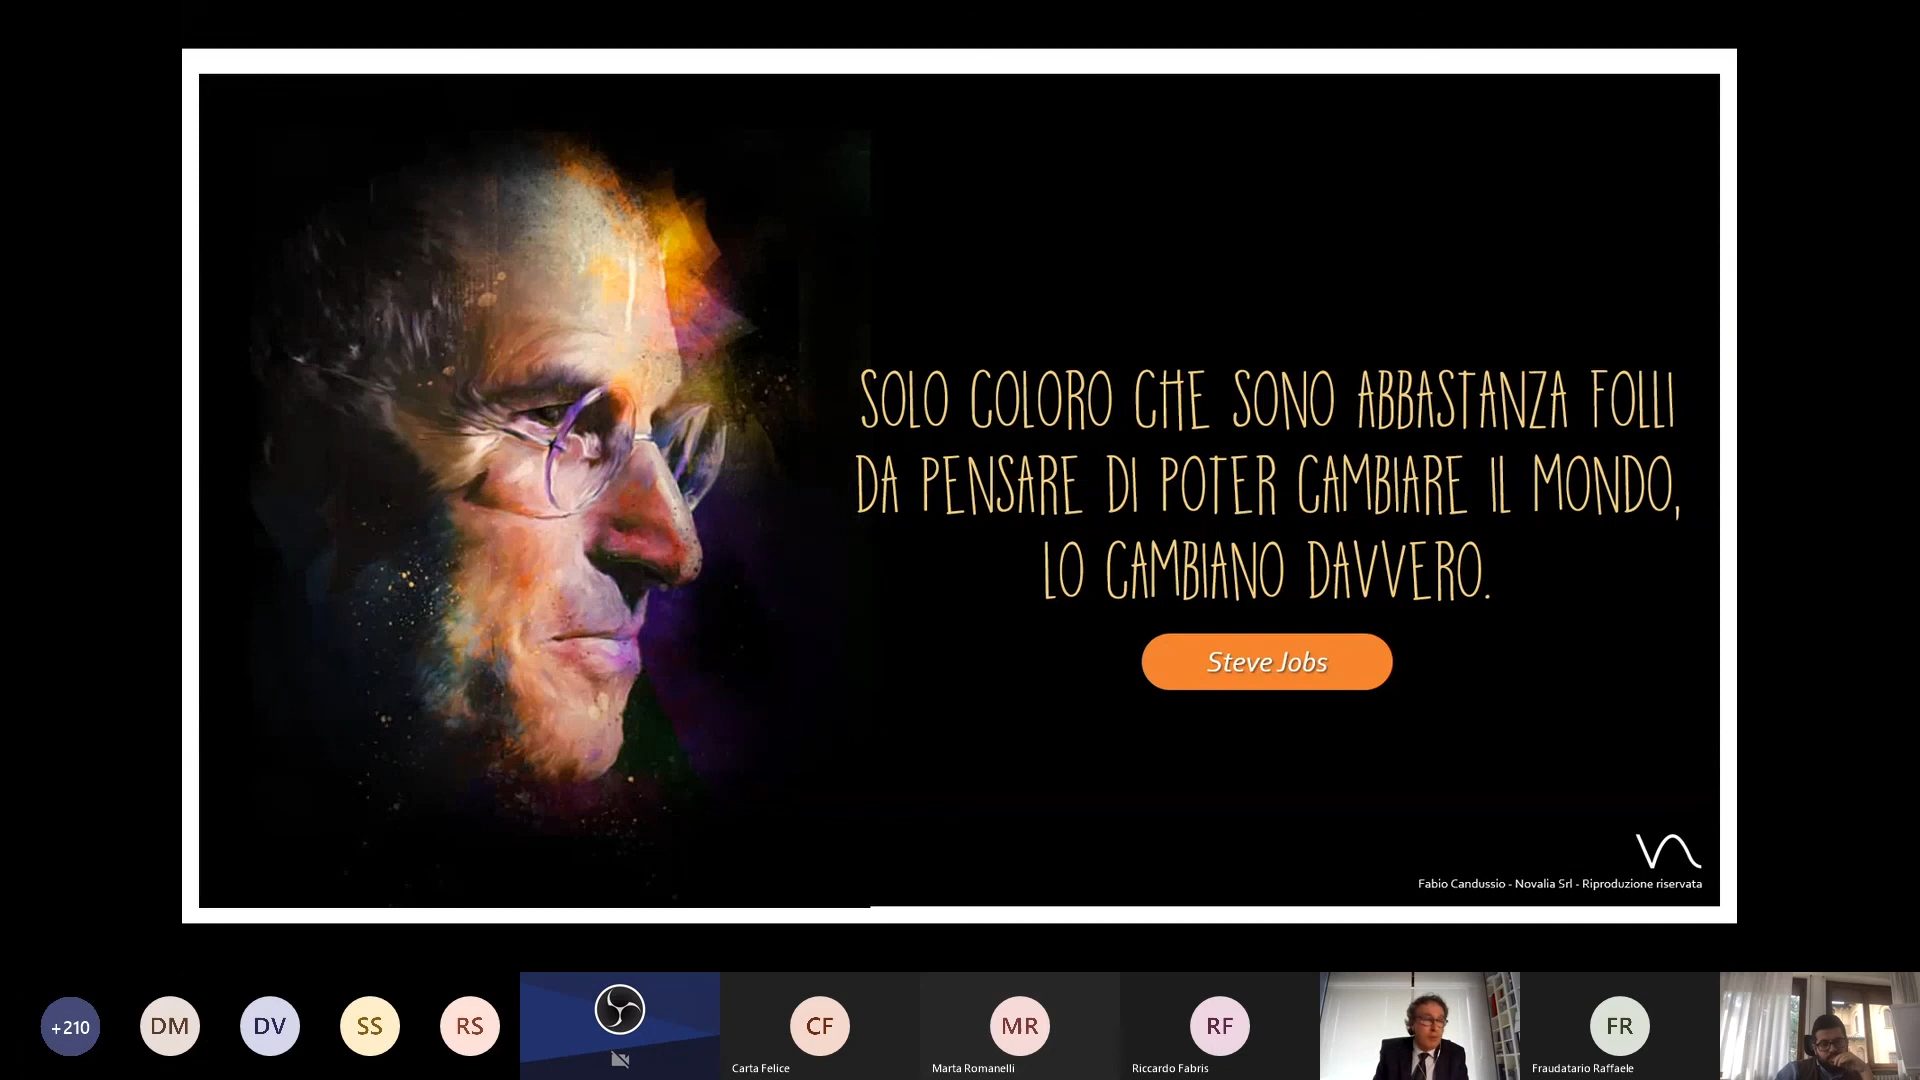 SOLO COLORO CHE SONO ABBASTANZA FOLLI
DA PENSARE DI POTER CAMBIARE IL MONDO,
LO CAMBIANO DAVVERO.
Steve Jobs
Fabio Candussio - Novalia Srl - Riproduzione riservata
+210
DM
DV
SS
RS
CF
Carta Felice
MR
Marta Romanelli
RF
Riccardo Fabris
FR
Fraudatario Raffaele